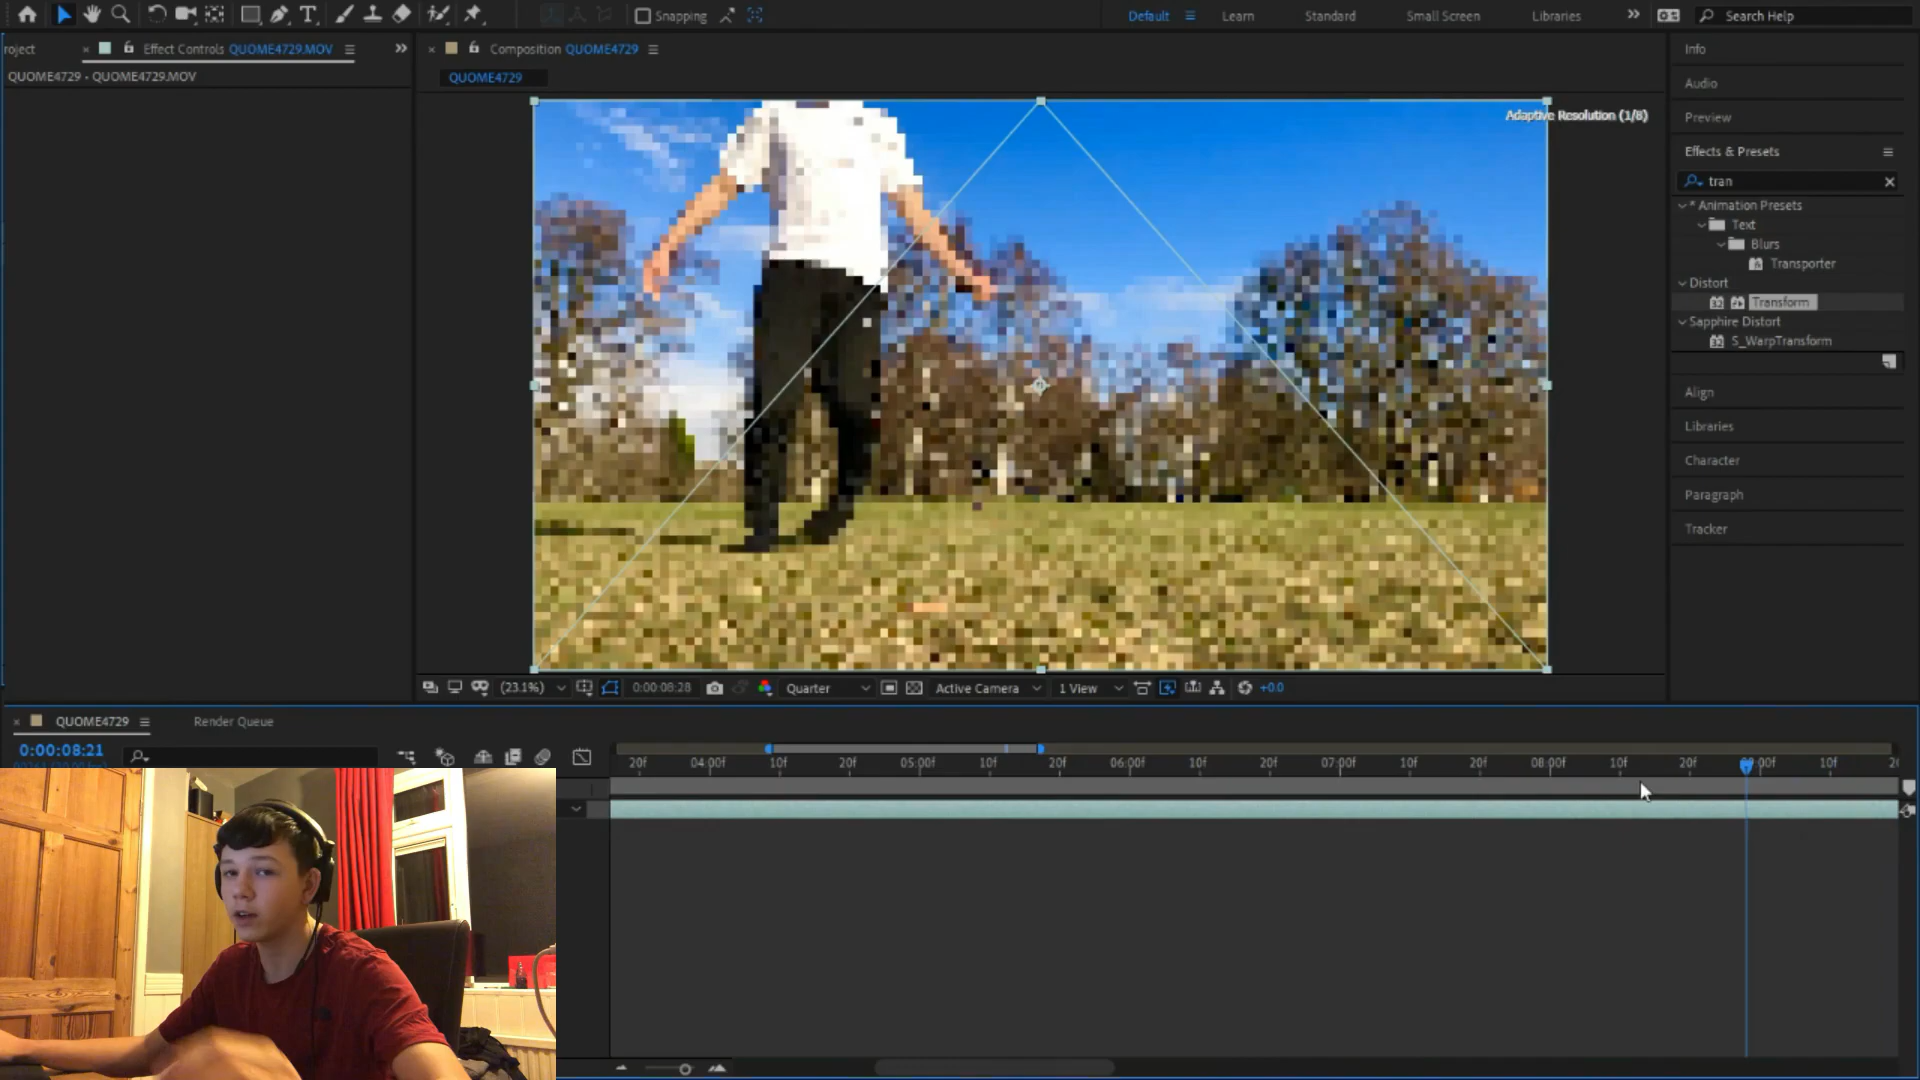 Snapping
Default
Learn
Standard
Small Screen
Libraries
Search Help
roject
Effect Controls QUOME4729.MOV
Composition QUOME4729
Info
QUOME4729 • QUOME4729.MOV
QUOME4729
Audio
Adaptive Resolution (1/8)
Preview
Effects & Presets
tran
* Animation Presets
Text
Blurs
Transporter
Distort
Transform
Sapphire Distort
S_WarpTransform
Align
Libraries
Character
Paragraph
Tracker
(23.1%)
0:00:08:28
Quarter
Active Camera
1 View
+0.0
QUOME4729
Render Queue
0:00:08:21
20f 04:00f 10f 20f 05:00f 10f 20f 06:00f 10f 20f 07:00f 10f 20f 08:00f 10f 20f :00f 10f